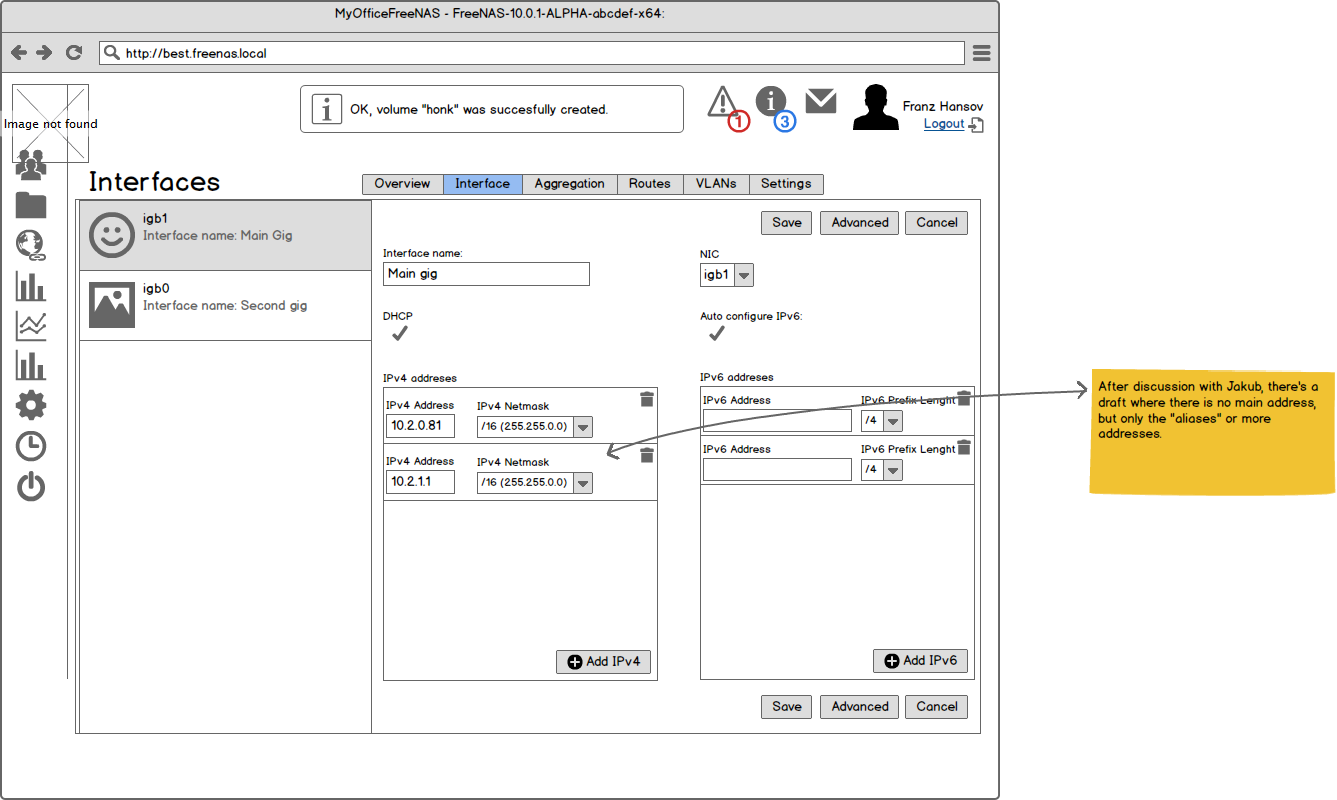 MyOfficeFreeNAS - FreeNAS-10.0.1-ALPHA-abcdef-x64:
http://best.freenas.local
Image not found
OK, volume "honk" was succesfully created.
1
3
Franz Hansov
Logout
Interfaces
Overview
Interface
Aggregation
Routes
VLANs
Settings
igb1
Interface name: Main Gig
igb0
Interface name: Second gig
Save
Advanced
Cancel
Interface name:
Main gig
NIC
igb1
DHCP
Auto configure IPv6:
IPv4 addreses
IPv4 Address
IPv4 Netmask
10.2.0.81
/16 (255.255.0.0)
IPv4 Address
IPv4 Netmask
10.2.1.1
/16 (255.255.0.0)
Add IPv4
IPv6 addreses
IPv6 Address
IPv6 Prefix Lenght
/4
IPv6 Address
IPv6 Prefix Lenght
/4
Add IPv6
Save
Advanced
Cancel
After discussion with Jakub, there's a
draft where there is no main address,
but only the "aliases" or more
addresses.